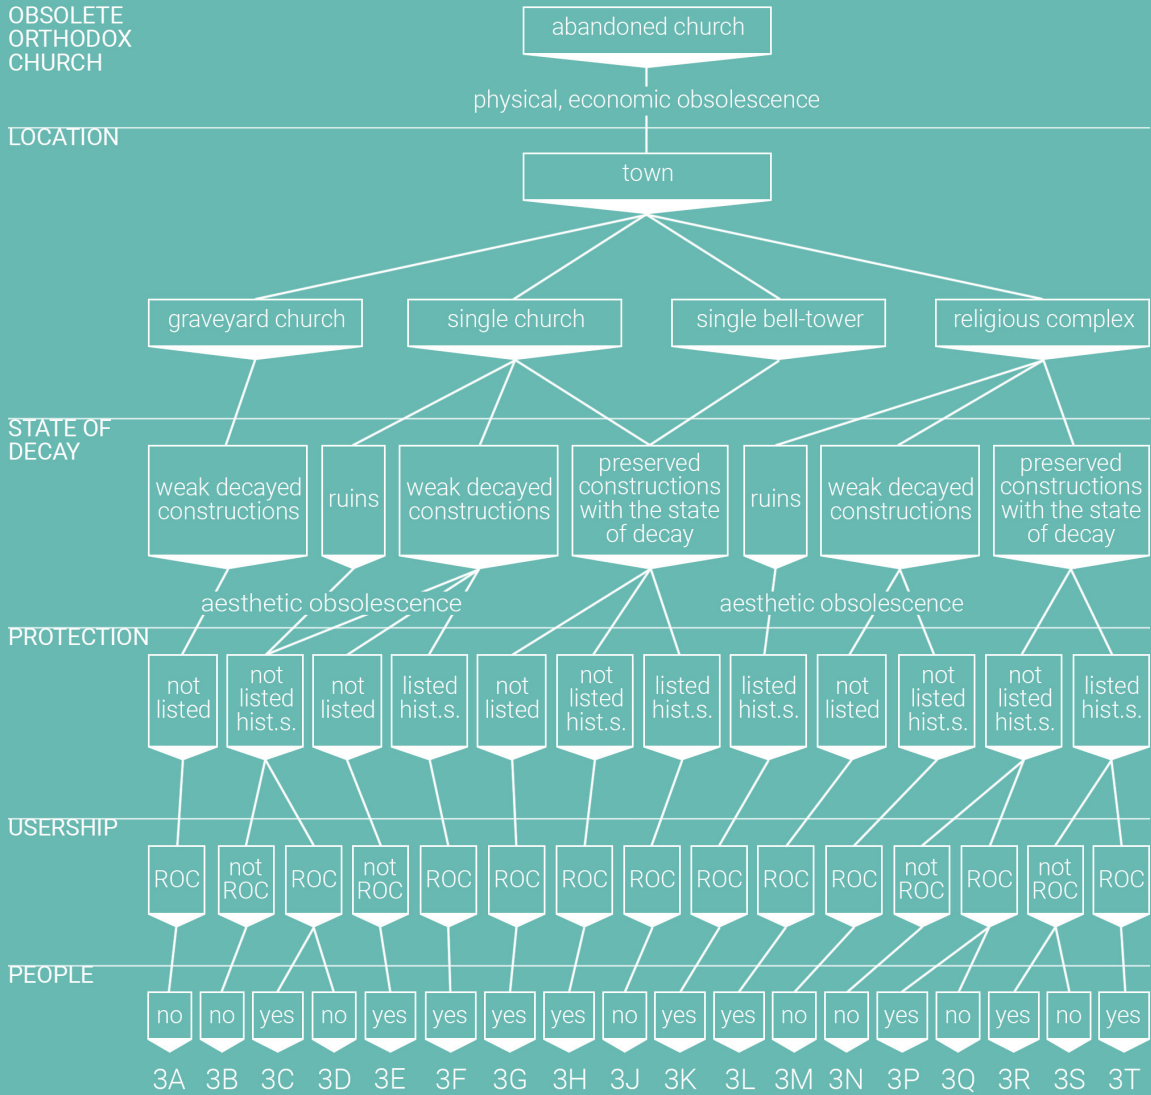 OBSOLETE
ORTHODOX
CHURCH
abandoned church
physical, economic obsolescence
LOCATION
town
graveyard church
single church
single bell-tower
religious complex
STATE OF
DECAY
weak decayed
constructions
ruins
weak decayed
constructions
preserved
constructions
with the state
of decay
ruins
weak decayed
constructions
preserved
constructions
with the state
of decay
aesthetic obsolescence
aesthetic obsolescence
PROTECTION
not
listed
not
listed
hist.s.
not
listed
listed
hist.s.
not
listed
not
listed
hist.s.
listed
hist.s.
listed
hist.s.
not
listed
not
listed
hist.s.
not
listed
hist.s.
listed
hist.s.
USERSHIP
ROC
not
ROC
ROC
not
ROC
ROC
ROC
ROC
ROC
ROC
ROC
ROC
not
ROC
ROC
not
ROC
ROC
PEOPLE
no
no
yes
no
yes
yes
yes
yes
no
yes
yes
no
no
yes
no
yes
no
yes
3A
3B
3C
3D
3E
3F
3G
3H
3J
3K
3L
3M
3N
3P
3Q
3R
3S
3T